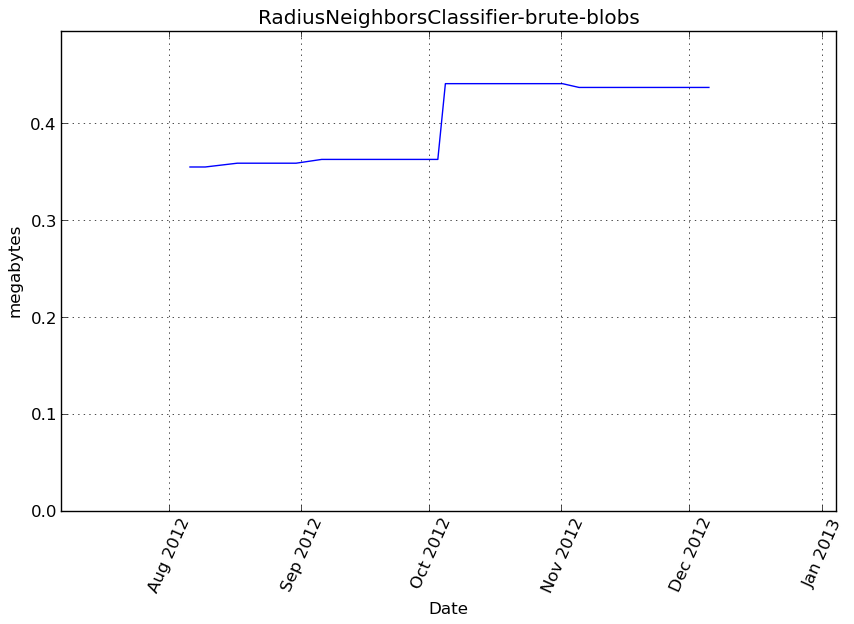 RadiusNeighborsClassifier-brute-blobs
megabytes
0.4
0.3
0.2
0.1
0.0
Aug 2012
Sep 2012
Oct 2012
Nov 2012
Dec 2012
Jan 2013
Date